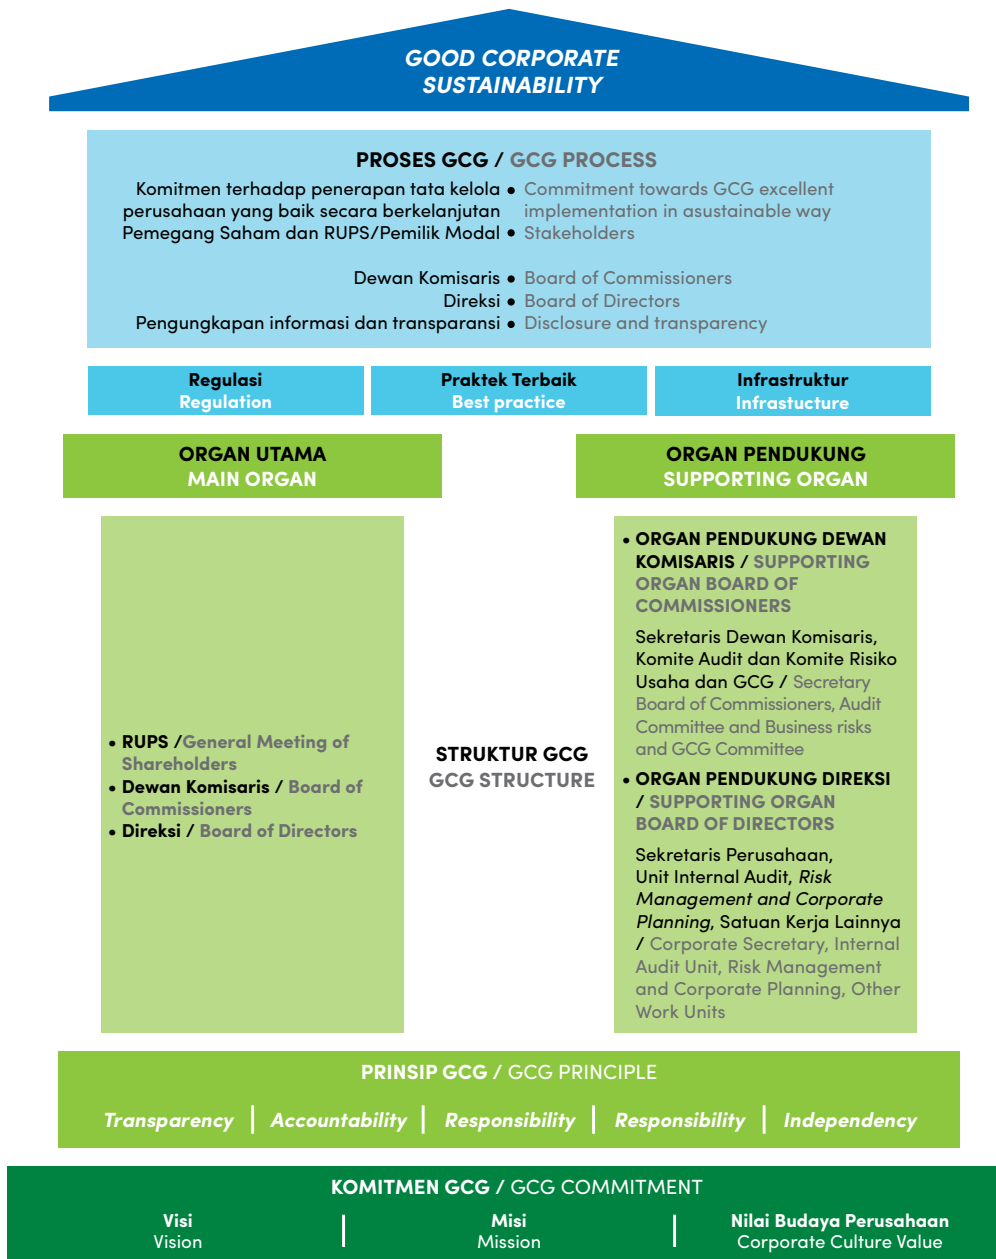 GOOD CORPORATE
SUSTAINABILITY
PROSES GCG / GCG PROCESS
Komitmen terhadap penerapan tata kelola • Commitment towards GCG excellent
perusahaan yang baik secara berkelanjutan implementation in asustainable way
Pemegang Saham dan RUPS/Pemilik Modal • Stakeholders
Dewan Komisaris • Board of Commissioners
Direksi • Board of Directors
Pengungkapan informasi dan transparansi • Disclosure and transparency
Regulasi
Regulation
Praktek Terbaik
Best practice
Infrastruktur
Infrastucture
ORGAN UTAMA
MAIN ORGAN
ORGAN PENDUKUNG
SUPPORTING ORGAN
• RUPS /General Meeting of
Shareholders
• Dewan Komisaris / Board of
Commissioners
• Direksi / Board of Directors
STRUKTUR GCG
GCG STRUCTURE
• ORGAN PENDUKUNG DEWAN
KOMISARIS / SUPPORTING
ORGAN BOARD OF
COMMISSIONERS
Sekretaris Dewan Komisaris,
Komite Audit dan Komite Risiko
Usaha dan GCG / Secretary
Board of Commissioners, Audit
Committee and Business risks
and GCG Committee
• ORGAN PENDUKUNG DIREKSI
/ SUPPORTING ORGAN
BOARD OF DIRECTORS
Sekretaris Perusahaan,
Unit Internal Audit, Risk
Management and Corporate
Planning, Satuan Kerja Lainnya
/ Corporate Secretary, Internal
Audit Unit, Risk Management
and Corporate Planning, Other
Work Units
PRINSIP GCG / GCG PRINCIPLE
Transparency | Accountability | Responsibility | Responsibility | Independency
KOMITMEN GCG / GCG COMMITMENT
Visi
Vision
Misi
Mission
Nilai Budaya Perusahaan
Corporate Culture Value